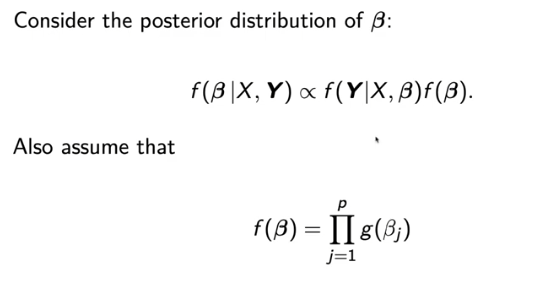 Consider the posterior distribution of β:
f(β|X, Y) ∝ f(Y|X, β)f(β).
Also assume that
f(β) = ∏_{j=1}^{p} g(β_j)